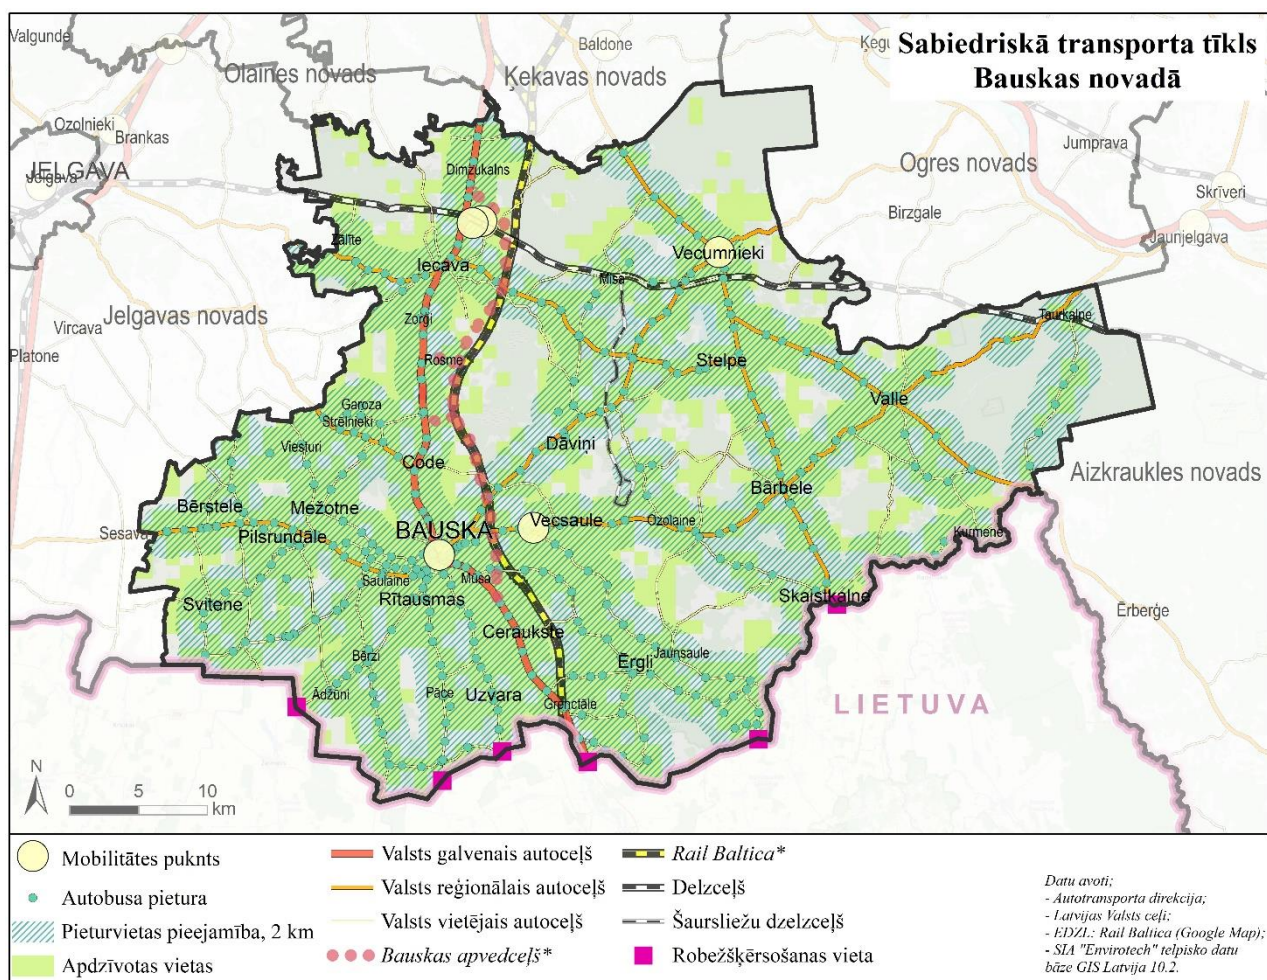 Sabiedriskā transporta tīkls
Bauskas novadā
Valgunde
Olaines novads
Ķekavas novads
Baldone
Ķegu
Ozolnieki
Brankas
JELGAVA
Jelgava
Dimzukalns
Ogres novads
Jumprava
Skrīveri
Birzgale
Jaunjelgava
Zālīte
Iecava
Vecumnieki
Misa
Jelgavas novads
Vircava
Platone
Zorģi
Rosme
Stelpe
Taurkalne
Valle
Garoza
Strēlnieki
Viesturi
Code
Dāviņi
Aizkraukles novads
Bērstele
Mežotne
Bārbele
Sesava
Pilsrundāle
BAUSKA
Vecsaule
Ozolaine
Kurmene
Saulaine
Mūsa
Rītausmas
Svitene
Skaistkalne
Ērberģe
Ceraukste
Bērzi
Ērgli
Jaunsaule
Ādžūni
Pāce
Uzvara
Grenctāle
LIETUVA
N
0 5 10
km
Mobilitātes puknts
Autobusa pietura
Pieturvietas pieejamība, 2 km
Apdzīvotas vietas
Valsts galvenais autoceļš
Valsts reģionālais autoceļš
Valsts vietējais autoceļš
Bauskas apvedceļš*
Rail Baltica*
Delzceļš
Šaursliežu dzelzceļš
Robežšķērsošanas vieta
Datu avoti;
- Autotransporta direkcija;
- Latvijas Valsts ceļi;
- EDZL: Rail Baltica (Google Map);
- SIA "Envirotech" telpisko datu
bāze GIS Latvija 10.2.